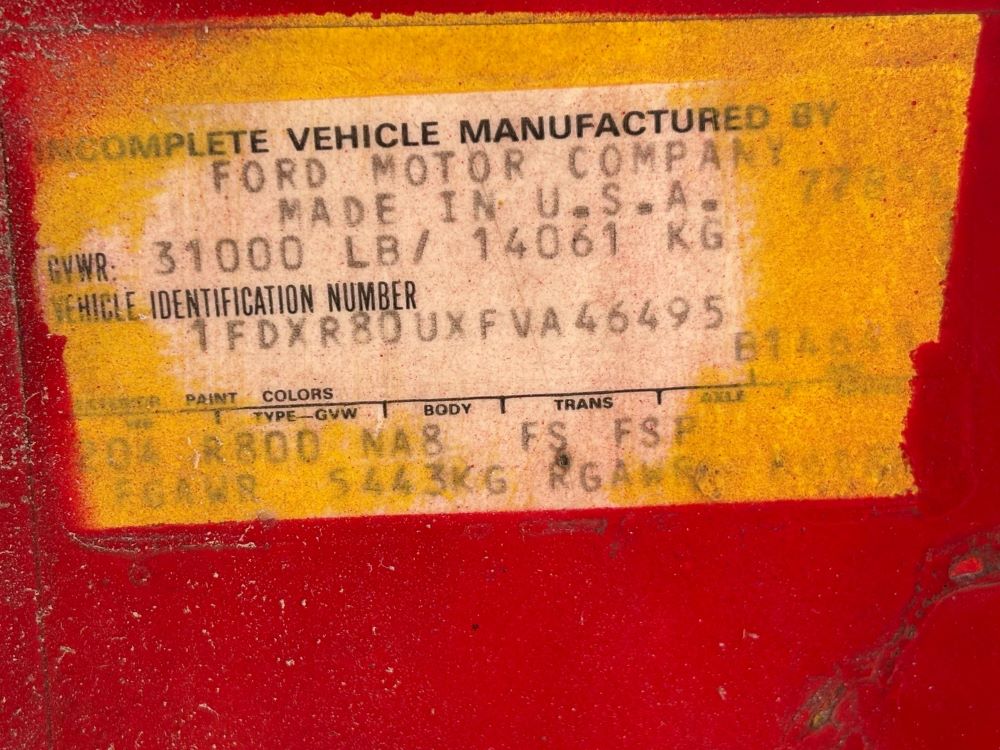 INCOMPLETE VEHICLE MANUFACTURED BY
FORD MOTOR COMPANY
MADE IN U.S.A.
GVWR: 31000 LB/ 14061 KG
VEHICLE IDENTIFICATION NUMBER
1FDXR80UXFVA46495
PAINT COLORS
TYPE-GVW BODY TRANS AXLE
R800 NA8 FS FSP
FGAWR 5443KG RGAWR